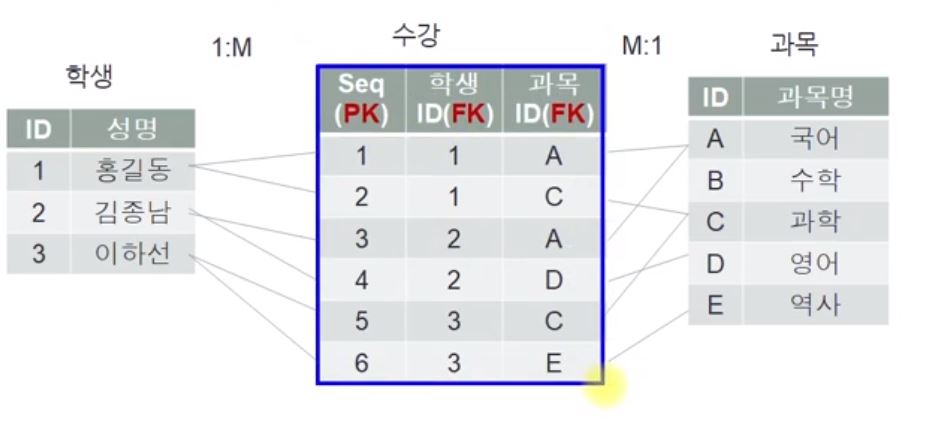 1:M
수강
M:1
과목
학생
ID 성명
1 홍길동
2 김종남
3 이하선
Seq 학생 과목
(PK) ID(FK) ID(FK)
1 1 A
2 1 C
3 2 A
4 2 D
5 3 C
6 3 E
ID 과목명
A 국어
B 수학
C 과학
D 영어
E 역사